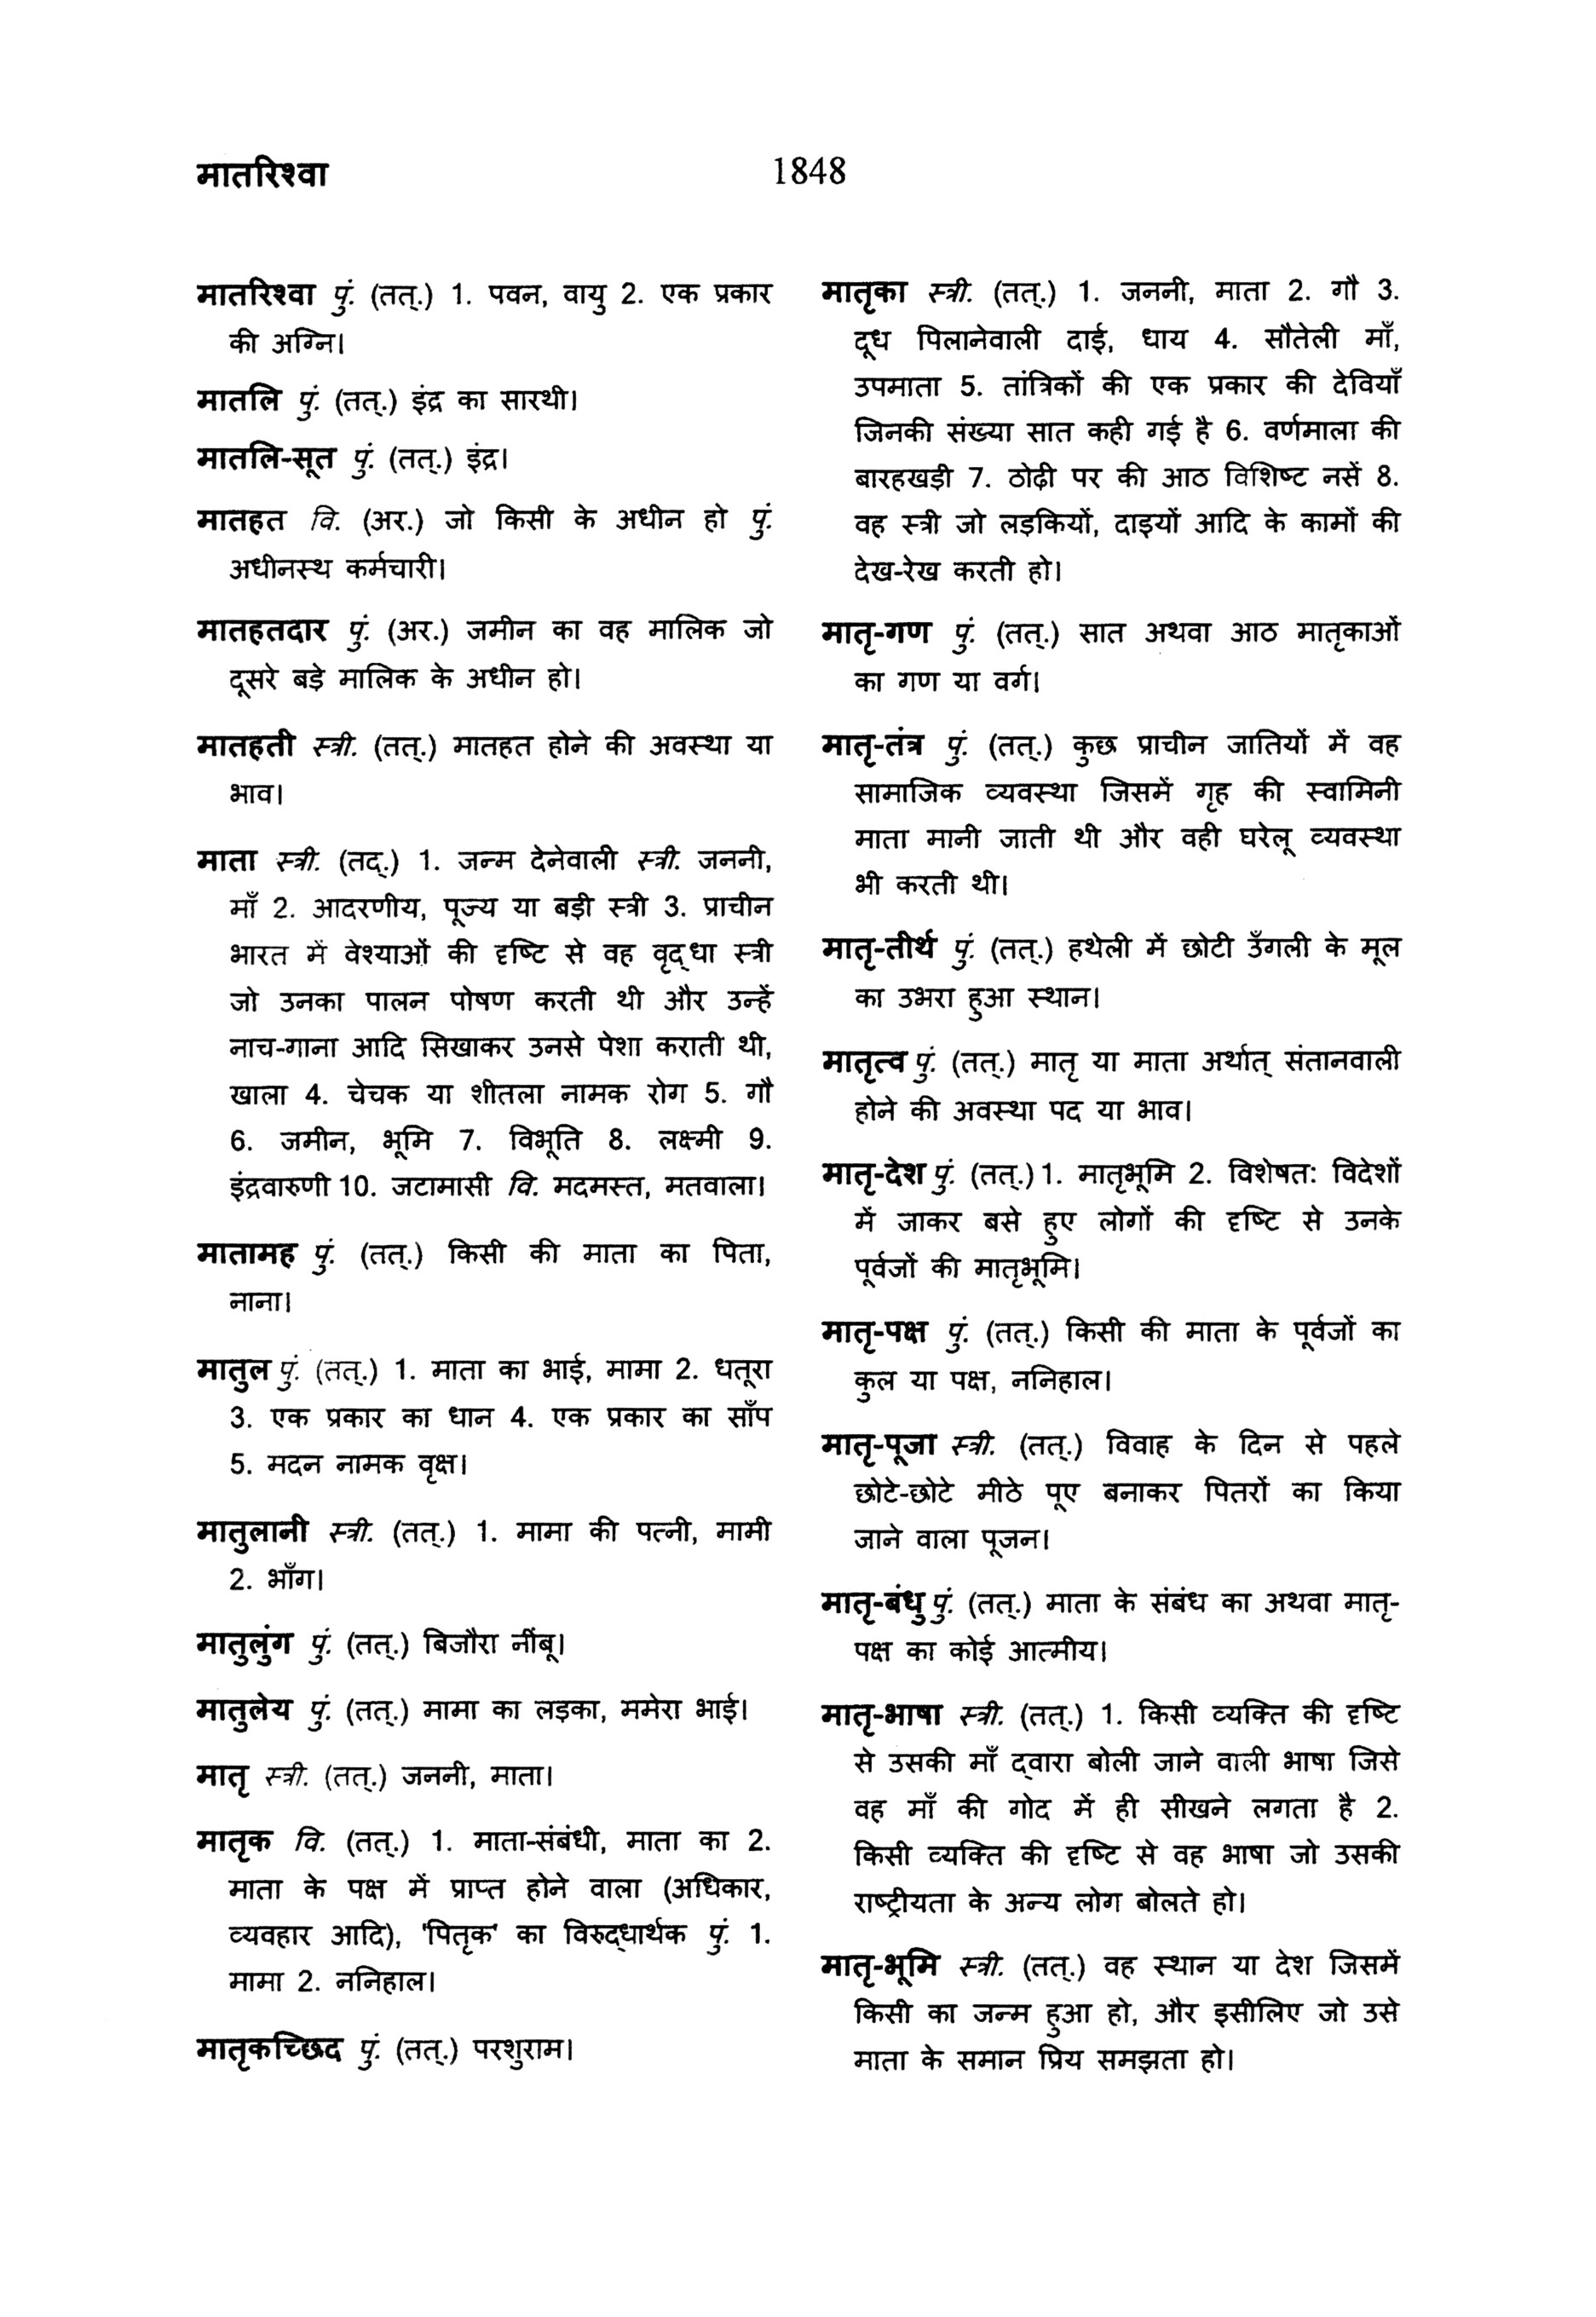 मातरिश्वा
1848
मातरिश्वा पुं. (तत्.) 1. पवन, वायु 2. एक प्रकार
की अग्नि।
मातलि पुं. (तत्.) इंद्र का सारथी।
मातलि-सूत पुं. (तत्.) इंद्र।
मातहत वि. (अर.) जो किसी के अधीन हो पुं.
अधीनस्थ कर्मचारी।
मातहतदार पुं. (अर.) जमीन का वह मालिक जो
दूसरे बड़े मालिक के अधीन हो।
मातहती स्त्री. (तत्.) मातहत होने की अवस्था या
भाव।
माता स्त्री. (तद्.) 1. जन्म देनेवाली स्त्री. जननी,
माँ 2. आदरणीय, पूज्य या बड़ी स्त्री 3. प्राचीन
भारत में वेश्याओं की दृष्टि से वह वृद्धा स्त्री
जो उनका पालन पोषण करती थी और उन्हें
नाच-गाना आदि सिखाकर उनसे पेशा कराती थी,
खाला 4. चेचक या शीतला नामक रोग 5. गौ
6. जमीन, भूमि 7. विभूति 8. लक्ष्मी 9.
इंद्रवारुणी 10. जटामासी वि. मदमस्त, मतवाला।
मातामह पुं. (तत्.) किसी की माता का पिता,
नाना।
मातुल पुं. (तत्.) 1. माता का भाई, मामा 2. धतूरा
3. एक प्रकार का धान 4. एक प्रकार का साँप
5. मदन नामक वृक्ष।
मातुलानी स्त्री. (तत्.) 1. मामा की पत्नी, मामी
2. भाँग।
मातुलुंग पुं. (तत्.) बिजौरा नींबू।
मातुलेय पुं. (तत्.) मामा का लड़का, ममेरा भाई।
मातृ स्त्री. (तत्.) जननी, माता।
मातृक वि. (तत्.) 1. माता-संबंधी, माता का 2.
माता के पक्ष में प्राप्त होने वाला (अधिकार,
व्यवहार आदि), 'पितृक' का विरुद्धार्थक पुं. 1.
मामा 2. ननिहाल।
मातृकच्छिद पुं. (तत्.) परशुराम।
मातृका स्त्री. (तत्.) 1. जननी, माता 2. गौ 3.
दूध पिलानेवाली दाई, धाय 4. सौतेली माँ,
उपमाता 5. तांत्रिकों की एक प्रकार की देवियाँ
जिनकी संख्या सात कही गई है 6. वर्णमाला की
बारहखड़ी 7. ठोढ़ी पर की आठ विशिष्ट नसें 8.
वह स्त्री जो लड़कियों, दाइयों आदि के कामों की
देख-रेख करती हो।
मातृ-गण पुं. (तत्.) सात अथवा आठ मातृकाओं
का गण या वर्ग।
मातृ-तंत्र पुं. (तत्.) कुछ प्राचीन जातियों में वह
सामाजिक व्यवस्था जिसमें गृह की स्वामिनी
माता मानी जाती थी और वही घरेलू व्यवस्था
भी करती थी।
मातृ-तीर्थ पुं. (तत्.) हथेली में छोटी उँगली के मूल
का उभरा हुआ स्थान।
मातृत्व पुं. (तत्.) मातृ या माता अर्थात् संतानवाली
होने की अवस्था पद या भाव।
मातृ-देश पुं. (तत्.) 1. मातृभूमि 2. विशेषत: विदेशों
में जाकर बसे हुए लोगों की दृष्टि से उनके
पूर्वजों की मातृभूमि।
मातृ-पक्ष पुं. (तत्.) किसी की माता के पूर्वजों का
कुल या पक्ष, ननिहाल।
मातृ-पूजा स्त्री. (तत्.) विवाह के दिन से पहले
छोटे-छोटे मीठे पूए बनाकर पितरों का किया
जाने वाला पूजन।
मातृ-बंधु पुं. (तत्.) माता के संबंध का अथवा मातृ-
पक्ष का कोई आत्मीय।
मातृ-भाषा स्त्री. (तत्.) 1. किसी व्यक्ति की दृष्टि
से उसकी माँ द्वारा बोली जाने वाली भाषा जिसे
वह माँ की गोद में ही सीखने लगता है 2.
किसी व्यक्ति की दृष्टि से वह भाषा जो उसकी
राष्ट्रीयता के अन्य लोग बोलते हो।
मातृ-भूमि स्त्री. (तत्.) वह स्थान या देश जिसमें
किसी का जन्म हुआ हो, और इसीलिए जो उसे
माता के समान प्रिय समझता हो।